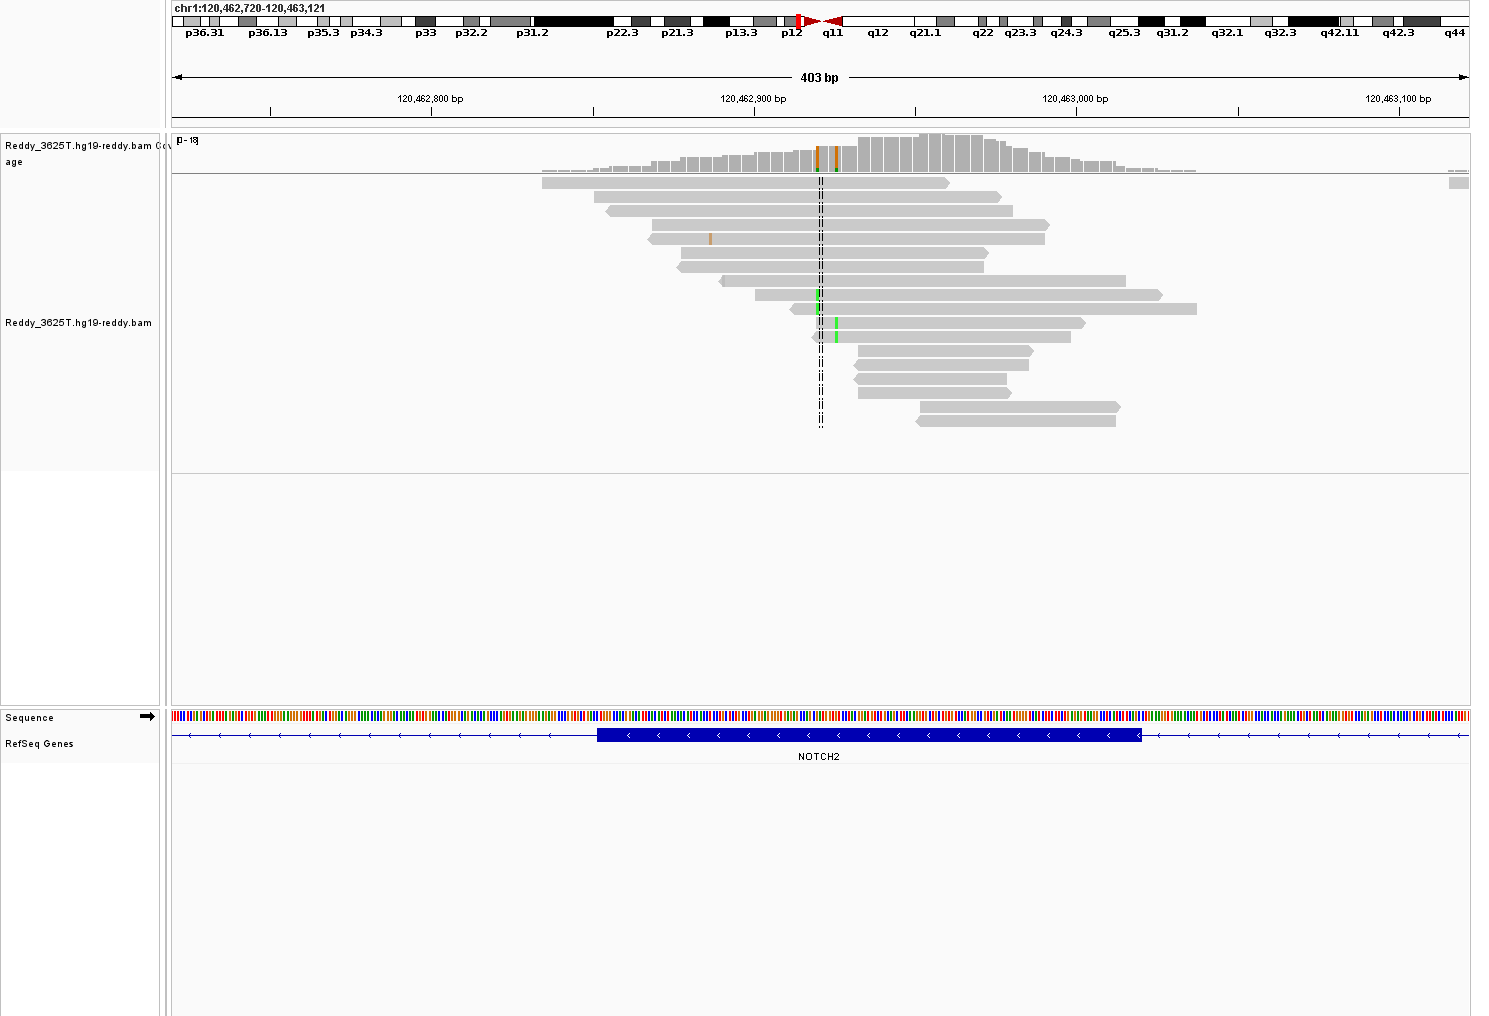 chr1:120,462,720-120,463,121
p36.31 p36.13 p35.3 p34.3 p33 p32.2 p31.2 p22.3 p21.3 p13.3 p12 q11 q12 q21.1 q22 q23.3 q24.3 q25.3 q31.2 q32.1 q32.3 q42.11 q42.3 q44
403 bp
120,462,800 bp 120,462,900 bp 120,463,000 bp 120,463,100 bp
[0 - 18]
Reddy_3625T.hg19-reddy.bam Cov
age
Reddy_3625T.hg19-reddy.bam
Sequence
RefSeq Genes
NOTCH2